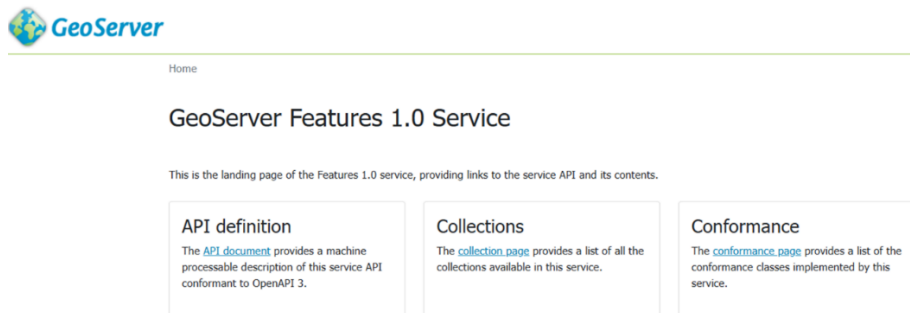 GeoServer
Home
GeoServer Features 1.0 Service
This is the landing page of the Features 1.0 service, providing links to the service API and its contents.
API definition
The API document provides a machine
processable description of this service API
conformant to OpenAPI 3.
Collections
The collection page provides a list of all the
collections available in this service.
Conformance
The conformance page provides a list of the
conformance classes implemented by this
service.